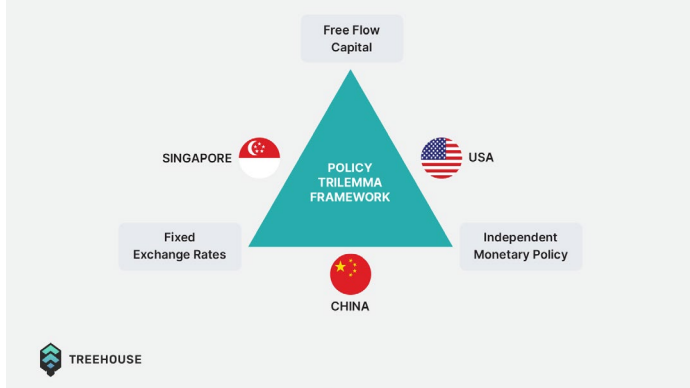 Free Flow
Capital
SINGAPORE
USA
POLICY
TRILEMMA
FRAMEWORK
Fixed
Exchange Rates
Independent
Monetary Policy
CHINA
TREEHOUSE